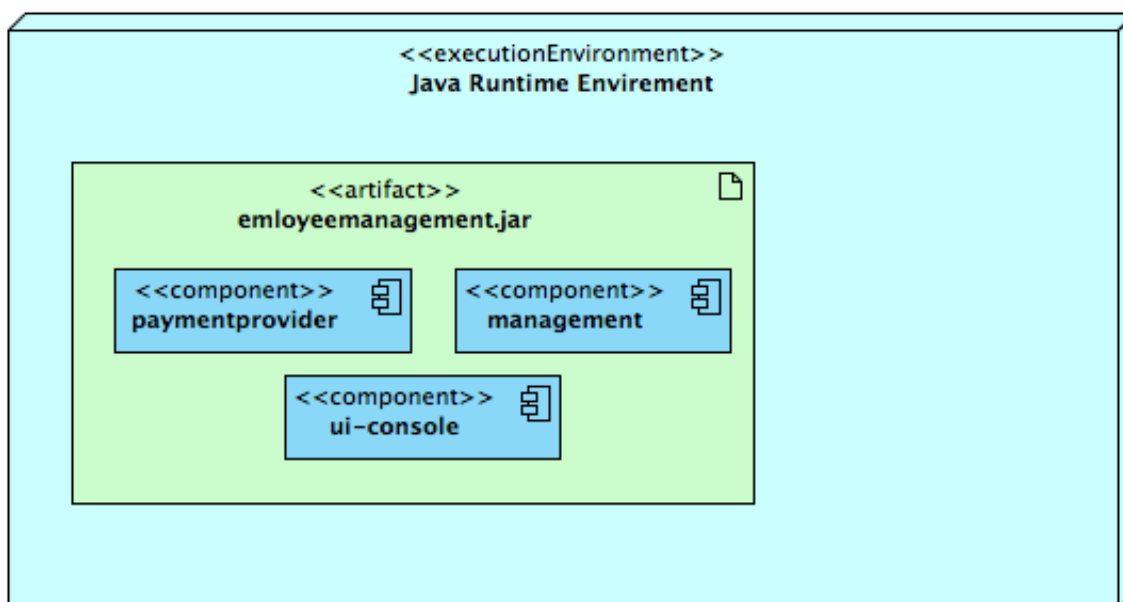 <<executionEnvironment>>
Java Runtime Envirement
<<artifact>>
emloyeemanagement.jar
<<component>>
paymentprovider
<<component>>
management
<<component>>
ui-console